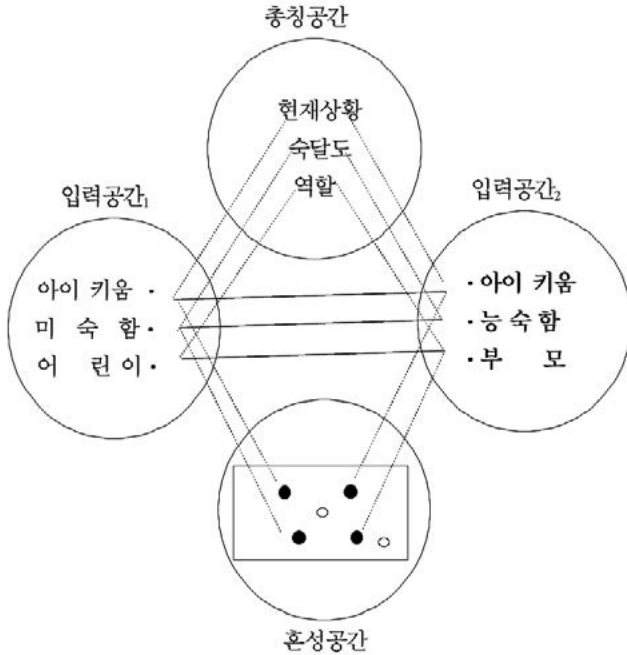 총칭공간
현재상황
숙달도
역할
입력공간₁
입력공간₂
아이 키움 ·
미 숙 함 ·
어 린 이 ·
· 아이 키움
· 능 숙 함
· 부 모
혼성공간